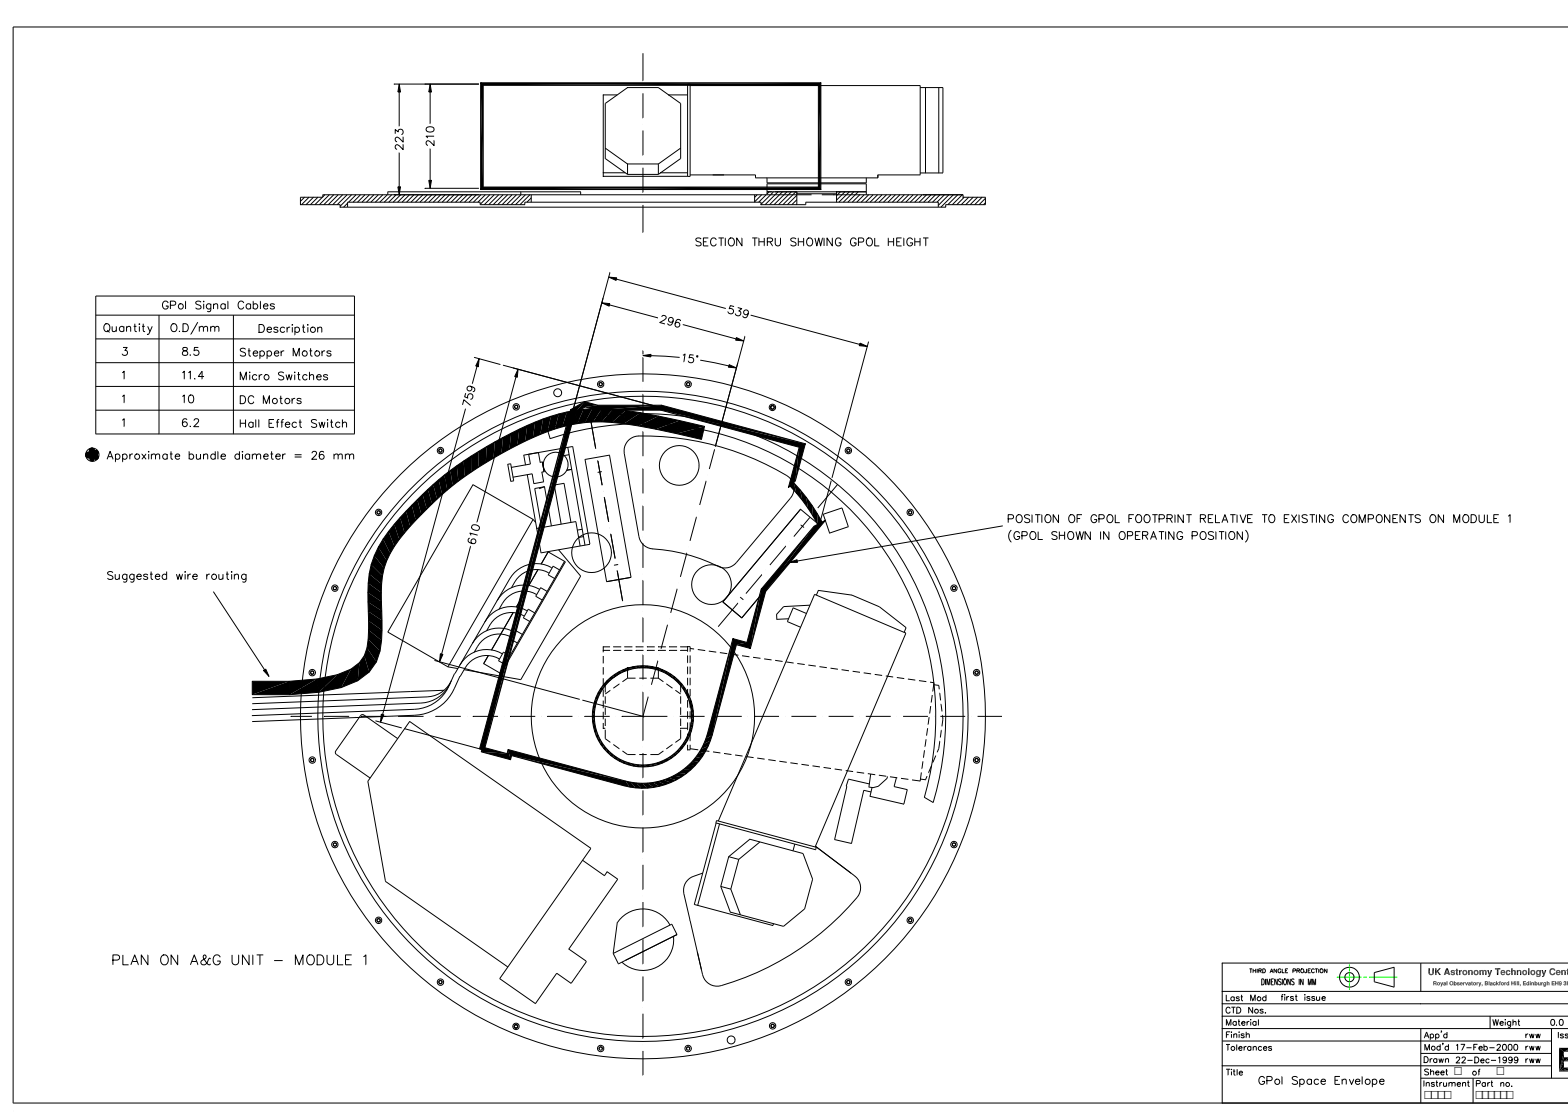 223
210
SECTION THRU SHOWING GPOL HEIGHT
GPol Signal Cables
Quantity O.D/mm Description
3 8.5 Stepper Motors
1 11.4 Micro Switches
1 10 DC Motors
1 6.2 Hall Effect Switch
Approximate bundle diameter = 26 mm
539
296
15°
759
610
POSITION OF GPOL FOOTPRINT RELATIVE TO EXISTING COMPONENTS ON MODULE 1
(GPOL SHOWN IN OPERATING POSITION)
Suggested wire routing
PLAN ON A&G UNIT – MODULE 1
THIRD ANGLE PROJECTION
DIMENSIONS IN MM
UK Astronomy Technology
Royal Observatory, Blackford Hill, Edinburgh EH9
Last Mod first issue
CTD Nos.
Material Weight 0.0
Finish App'd rww
Tolerances Mod'd 17-Feb-2000 rww
Drawn 22-Dec-1999 rww
Title GPol Space Envelope
Sheet of
Instrument Part no.